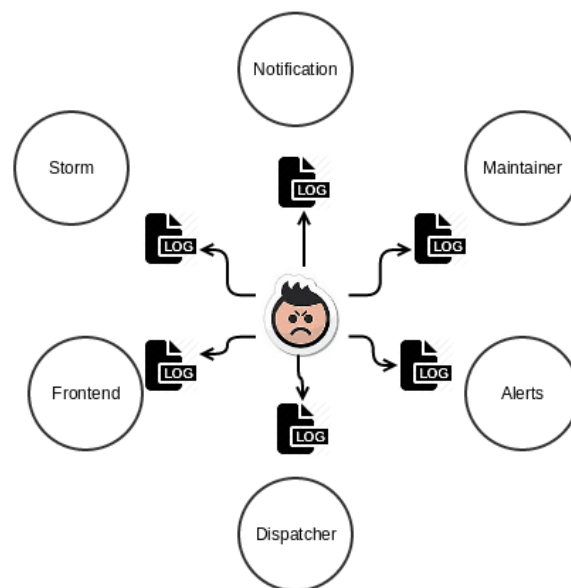 Notification
Storm
Maintainer
LOG
LOG
LOG
Frontend
LOG
LOG
Alerts
LOG
Dispatcher